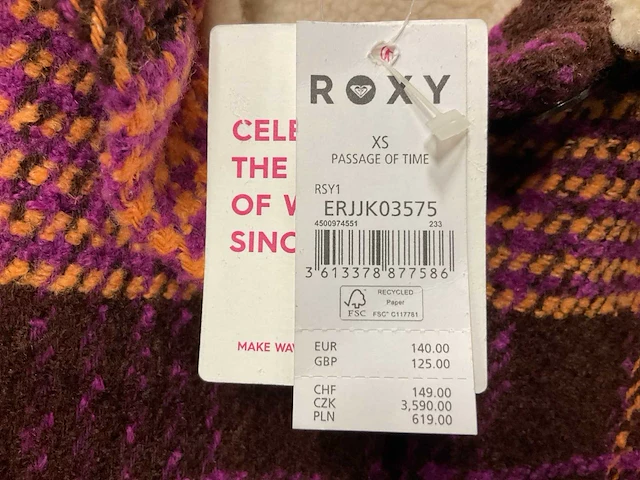 CELE
THE
OF W
SINC
MAKE WAV
ROXY
XS
PASSAGE OF TIME
RSY1
ERJJK03575
4500974551 233
3 613378 877586
FSC
RECYCLED
Paper
FSC® C117781
EUR 140.00
GBP 125.00
CHF 149.00
CZK 3,590.00
PLN 619.00